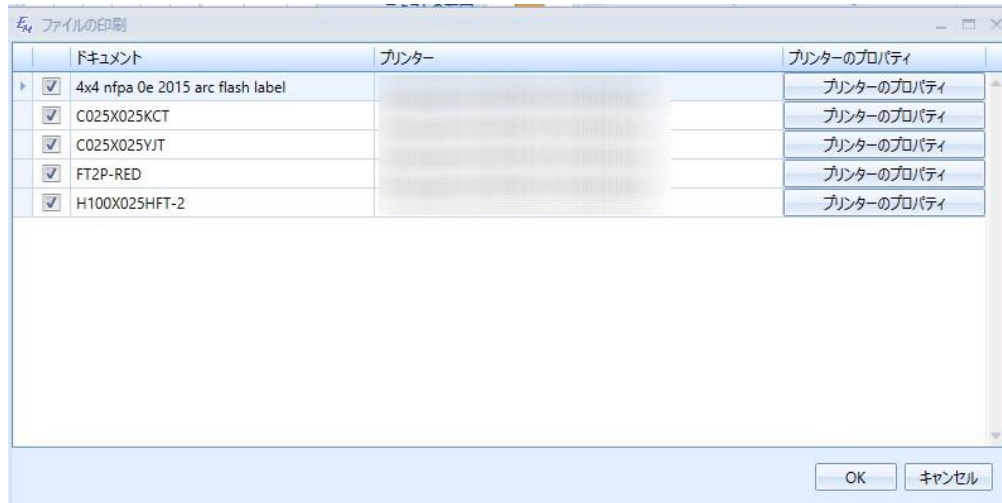 ファイルの印刷
ドキュメント プリンター プリンターのプロパティ
4x4 nfpa 0e 2015 arc flash label プリンターのプロパティ
C025X025KCT プリンターのプロパティ
C025X025YJT プリンターのプロパティ
FT2P-RED プリンターのプロパティ
H100X025HFT-2 プリンターのプロパティ
OK キャンセル